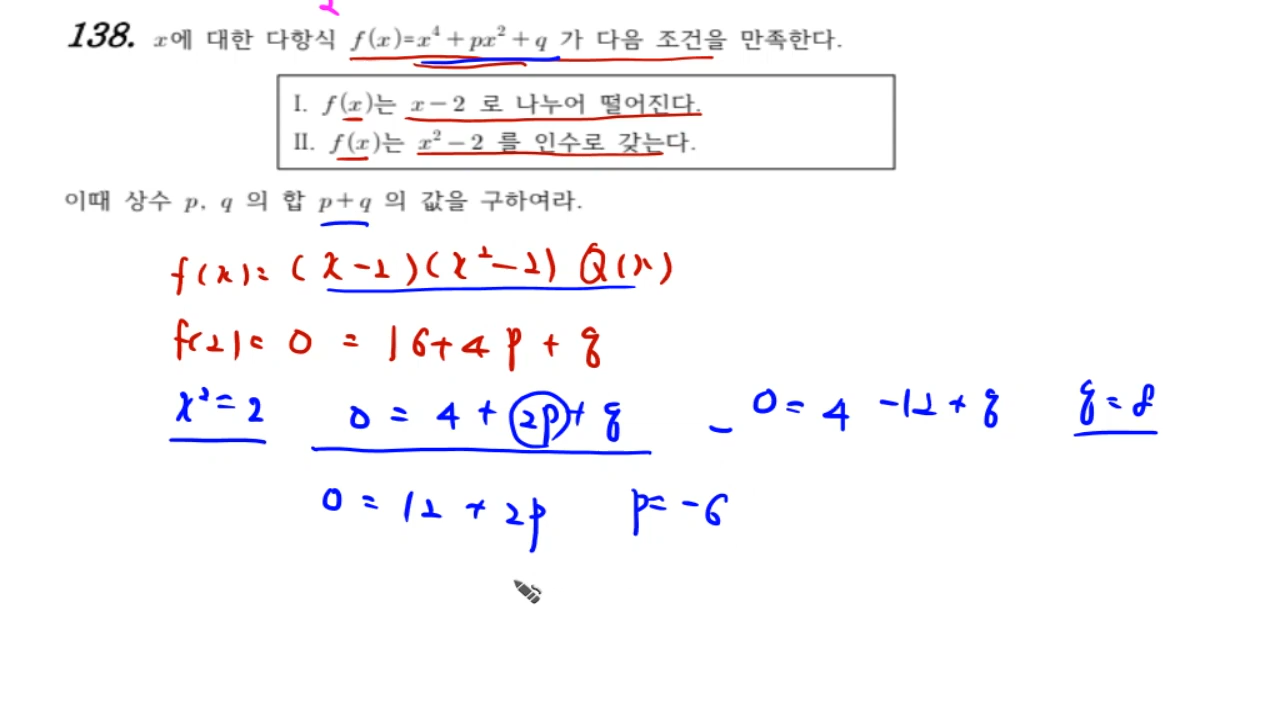 138. x에 대한 다항식 f(x)=x⁴+px²+q 가 다음 조건을 만족한다.
I. f(x)는 x-2 로 나누어 떨어진다.
II. f(x)는 x²-2 를 인수로 갖는다.
이때 상수 p, q 의 합 p+q 의 값을 구하여라.
f(x)= (x-2)(x²-2) Q(x)
f(2)= 0 = 16+4p+q
x²=2 0 = 4+2p+q - 0=4-12+q q=8
0 = 12+2p p=-6